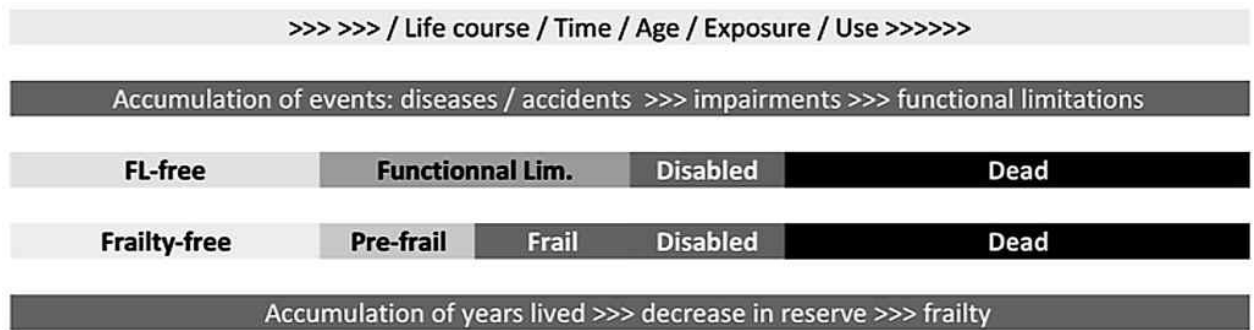 >>> >>> / Life course / Time / Age / Exposure / Use >>>>>>
Accumulation of events: diseases / accidents >>> impairments >>> functional limitations
FL-free Functionnal Lim. Disabled Dead
Frailty-free Pre-frail Frail Disabled Dead
Accumulation of years lived >>> decrease in reserve >>> frailty